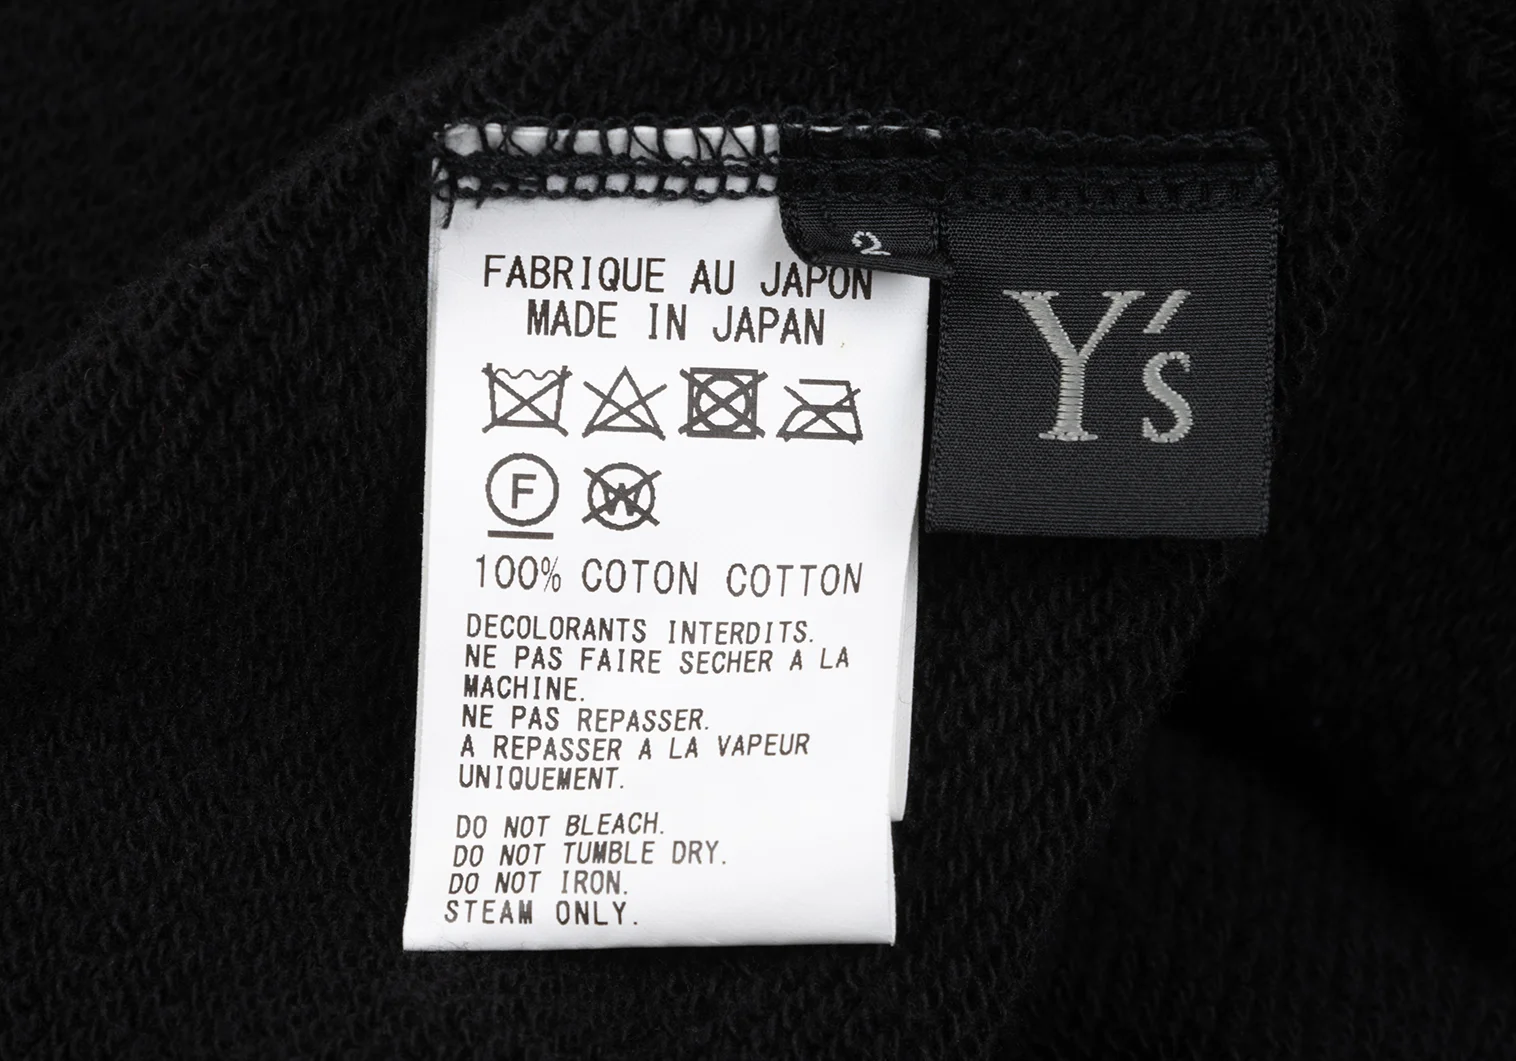 2
Y's
FABRIQUE AU JAPON
MADE IN JAPAN
F
W
100% COTON COTTON
DECOLORANTS INTERDITS.
NE PAS FAIRE SECHER A LA
MACHINE.
NE PAS REPASSER.
A REPASSER A LA VAPEUR
UNIQUEMENT.
DO NOT BLEACH.
DO NOT TUMBLE DRY.
DO NOT IRON.
STEAM ONLY.